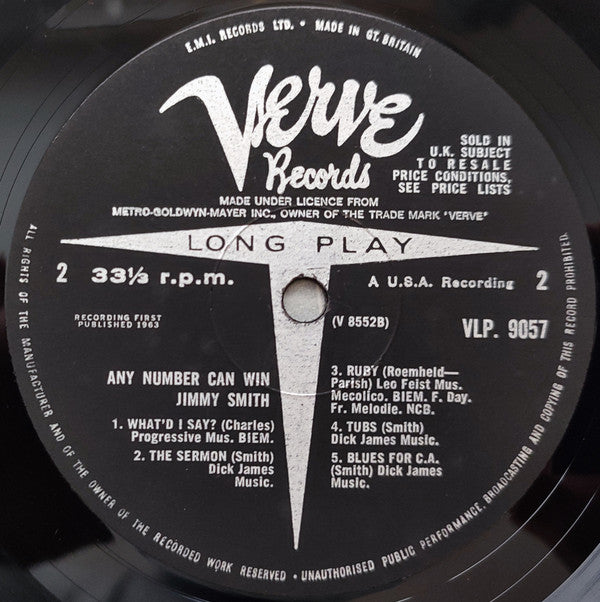 E.M.I. RECORDS LTD. • MADE IN GT. BRITAIN
Verve
Records
SOLD IN
U.K. SUBJECT
TO RESALE
PRICE CONDITIONS,
SEE PRICE LISTS
MADE UNDER LICENCE FROM
METRO-GOLDWYN-MAYER INC., OWNER OF THE TRADE MARK "VERVE"
LONG PLAY
2 33⅓ r.p.m.
A U.S.A. Recording 2
RECORDING FIRST
PUBLISHED 1963
(V 8552B)
VLP. 9057
ANY NUMBER CAN WIN
JIMMY SMITH
1. WHAT'D I SAY? (Charles)
Progressive Mus. BIEM.
2. THE SERMON (Smith)
Dick James
Music.
3. RUBY (Roemheld—
Parish) Leo Feist Mus.
Mecolico. BIEM. F. Day.
Fr. Melodie. NCB.
4. TUBS (Smith)
Dick James Music.
5. BLUES FOR C.A.
(Smith) Dick James
Music.
ALL RIGHTS OF THE MANUFACTURER AND OF THE OWNER OF THE RECORDED WORK RESERVED • UNAUTHORISED PUBLIC PERFORMANCE, BROADCASTING AND COPYING OF THIS RECORD PROHIBITED.